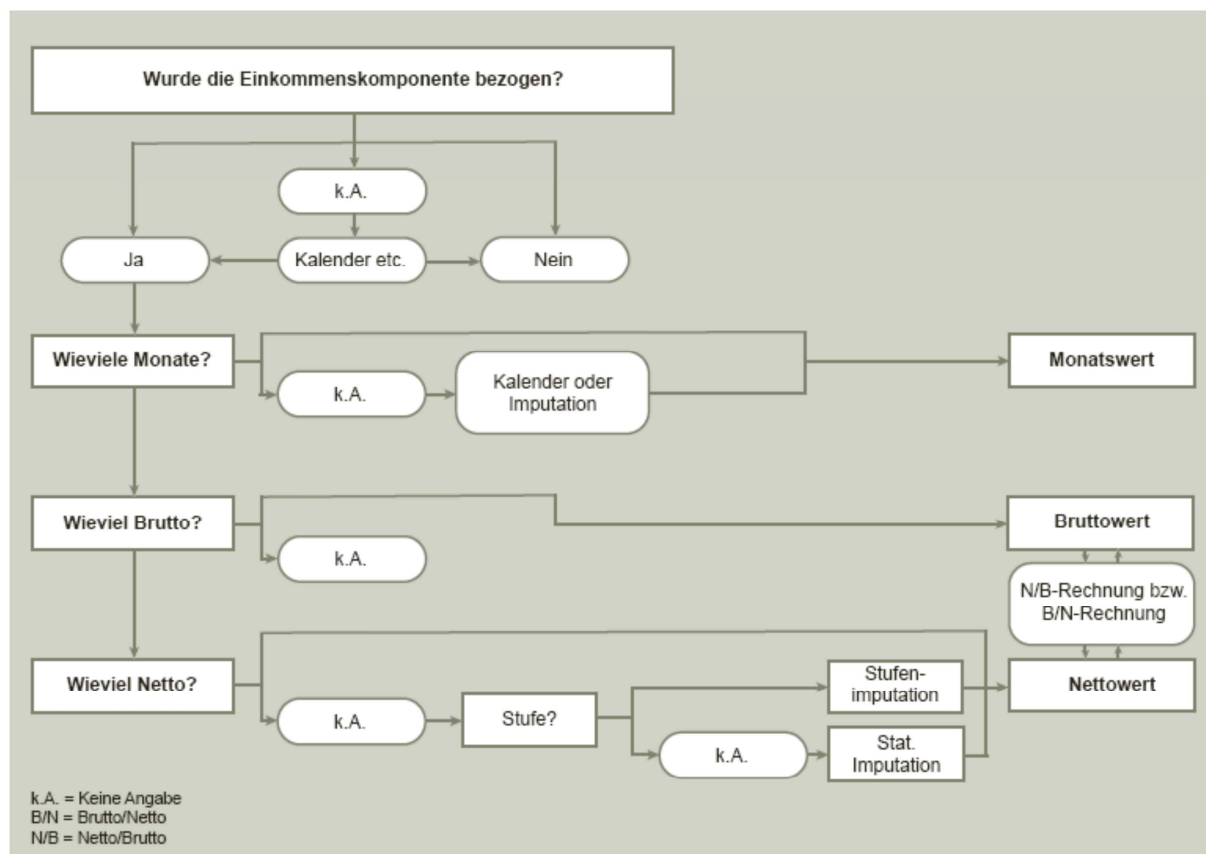 Wurde die Einkommenskomponente bezogen?
k.A.
Ja
Kalender etc.
Nein
Wieviele Monate?
k.A.
Kalender oder
Imputation
Monatswert
Wieviel Brutto?
k.A.
Bruttowert
N/B-Rechnung bzw.
B/N-Rechnung
Wieviel Netto?
k.A.
Stufe?
Stufen-
imputation
k.A.
Stat.
Imputation
Nettowert
k.A. = Keine Angabe
B/N = Brutto/Netto
N/B = Netto/Brutto